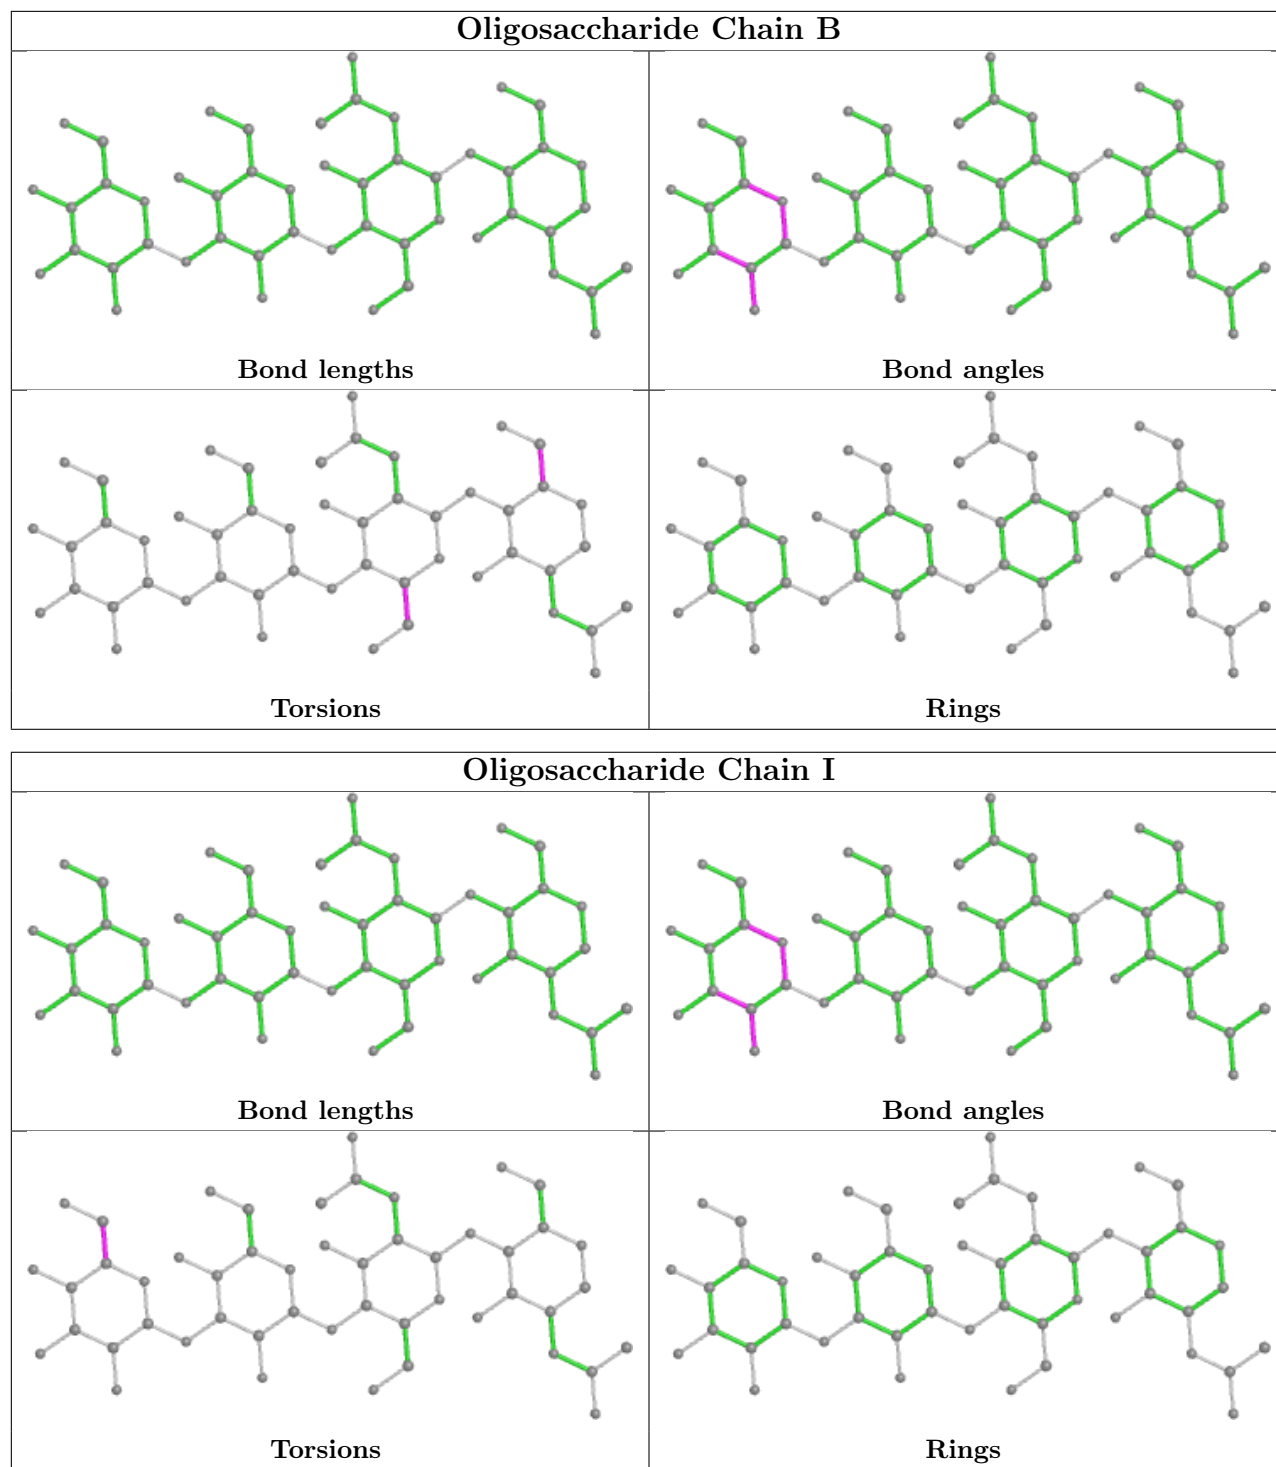 Oligosaccharide Chain B
Bond lengths
Bond angles
Torsions
Rings
Oligosaccharide Chain I
Bond lengths
Bond angles
Torsions
Rings